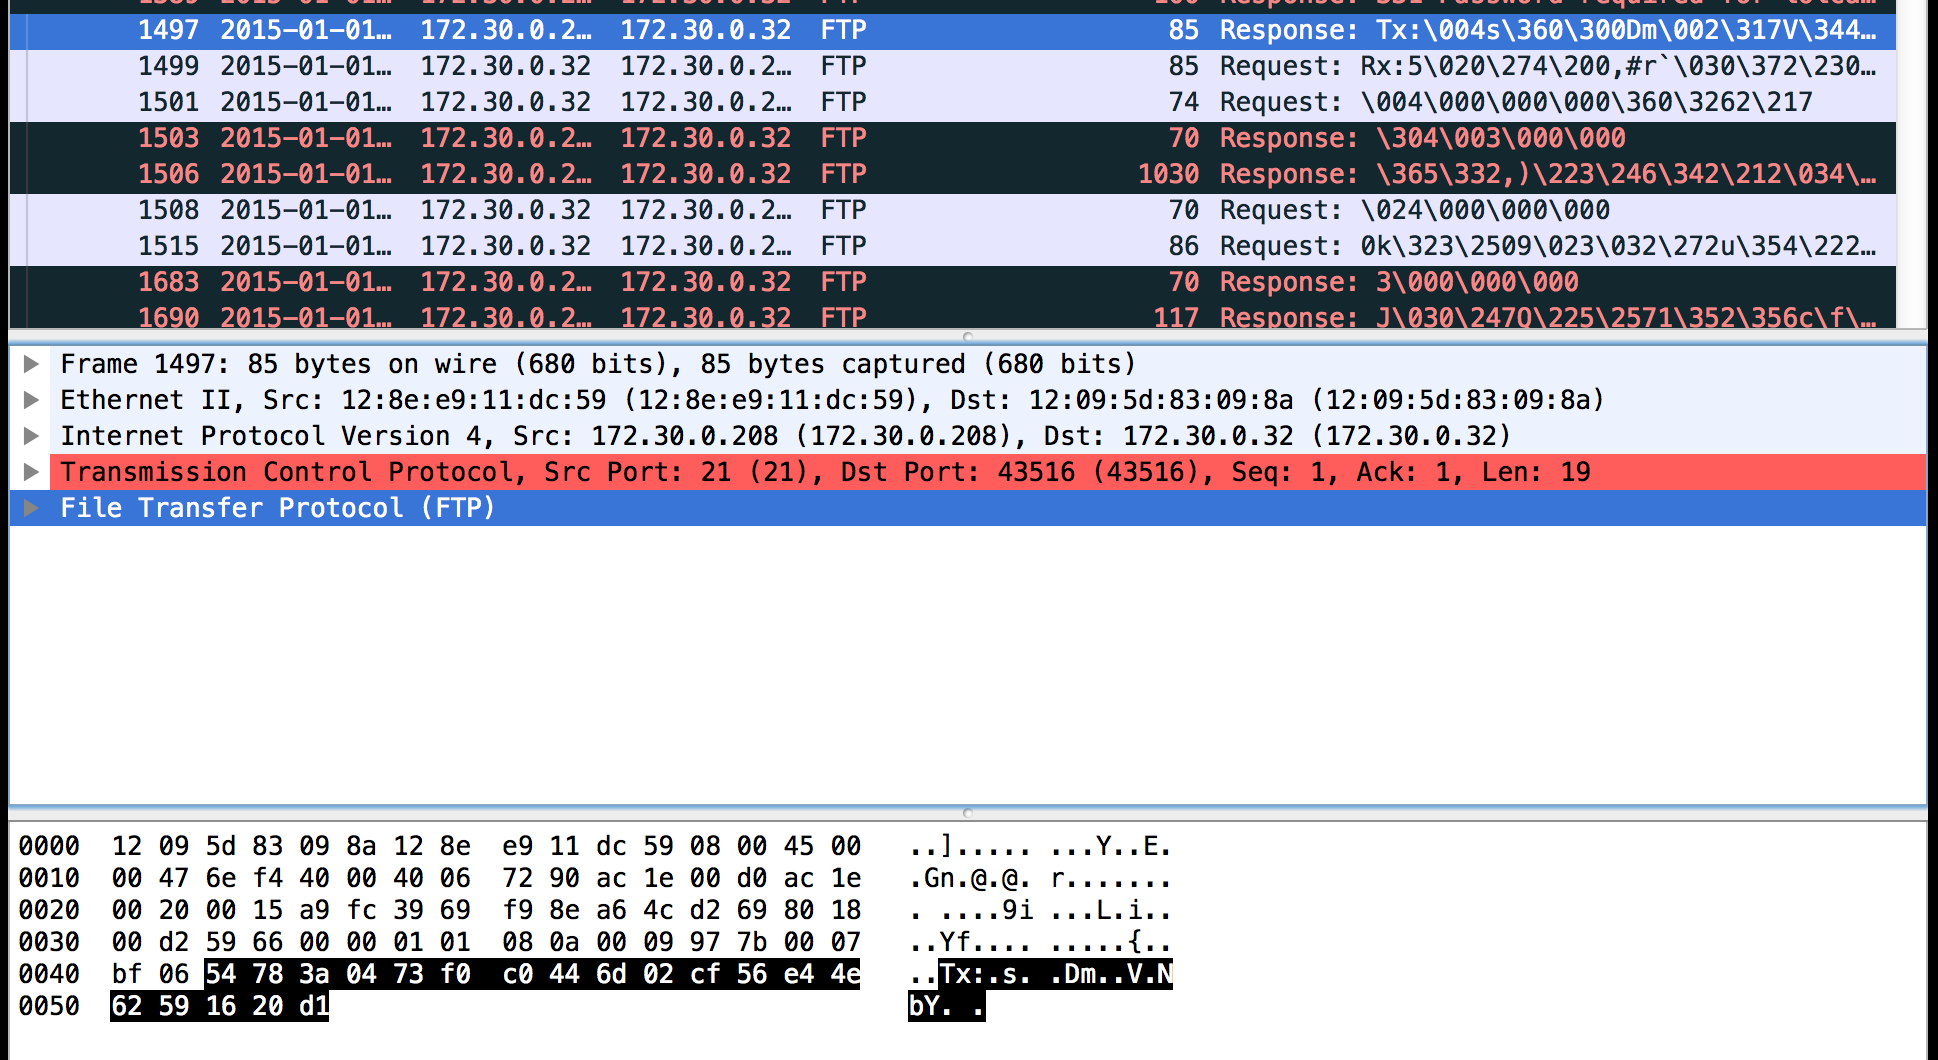 1497 2015-01-01… 172.30.0.2… 172.30.0.32 FTP 85 Response: Tx:\004s\360\300Dm\002\317V\344…
1499 2015-01-01… 172.30.0.32 172.30.0.2… FTP 85 Request: Rx:5\020\274\200,#r`\030\372\230…
1501 2015-01-01… 172.30.0.32 172.30.0.2… FTP 74 Request: \004\000\000\000\360\3262\217
1503 2015-01-01… 172.30.0.2… 172.30.0.32 FTP 70 Response: \304\003\000\000
1506 2015-01-01… 172.30.0.2… 172.30.0.32 FTP 1030 Response: \365\332,)\223\246\342\212\034\…
1508 2015-01-01… 172.30.0.32 172.30.0.2… FTP 70 Request: \024\000\000\000
1515 2015-01-01… 172.30.0.32 172.30.0.2… FTP 86 Request: 0k\323\2509\023\032\272u\354\222…
1683 2015-01-01… 172.30.0.2… 172.30.0.32 FTP 70 Response: 3\000\000\000
1690 2015-01-01… 172.30.0.2… 172.30.0.32 FTP 117 Response: J\030\247Q\225\2571\352\356c\f\…
Frame 1497: 85 bytes on wire (680 bits), 85 bytes captured (680 bits)
Ethernet II, Src: 12:8e:e9:11:dc:59 (12:8e:e9:11:dc:59), Dst: 12:09:5d:83:09:8a (12:09:5d:83:09:8a)
Internet Protocol Version 4, Src: 172.30.0.208 (172.30.0.208), Dst: 172.30.0.32 (172.30.0.32)
Transmission Control Protocol, Src Port: 21 (21), Dst Port: 43516 (43516), Seq: 1, Ack: 1, Len: 19
File Transfer Protocol (FTP)
0000 12 09 5d 83 09 8a 12 8e e9 11 dc 59 08 00 45 00 ..]..... ...Y..E.
0010 00 47 6e f4 40 00 40 06 72 90 ac 1e 00 d0 ac 1e .Gn.@.@. r.......
0020 00 20 00 15 a9 fc 39 69 f9 8e a6 4c d2 69 80 18 . ....9i ...L.i..
0030 00 d2 59 66 00 00 01 01 08 0a 00 09 97 7b 00 07 ..Yf.... .....{..
0040 bf 06 54 78 3a 04 73 f0 c0 44 6d 02 cf 56 e4 4e ..Tx:.s. .Dm..V.N
0050 62 59 16 20 d1 bY. .